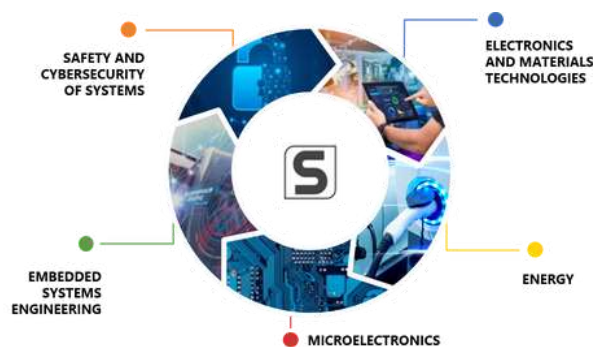 SAFETY AND
CYBERSECURITY
OF SYSTEMS
ELECTRONICS
AND MATERIALS
TECHNOLOGIES
S
EMBEDDED
SYSTEMS
ENGINEERING
ENERGY
MICROELECTRONICS